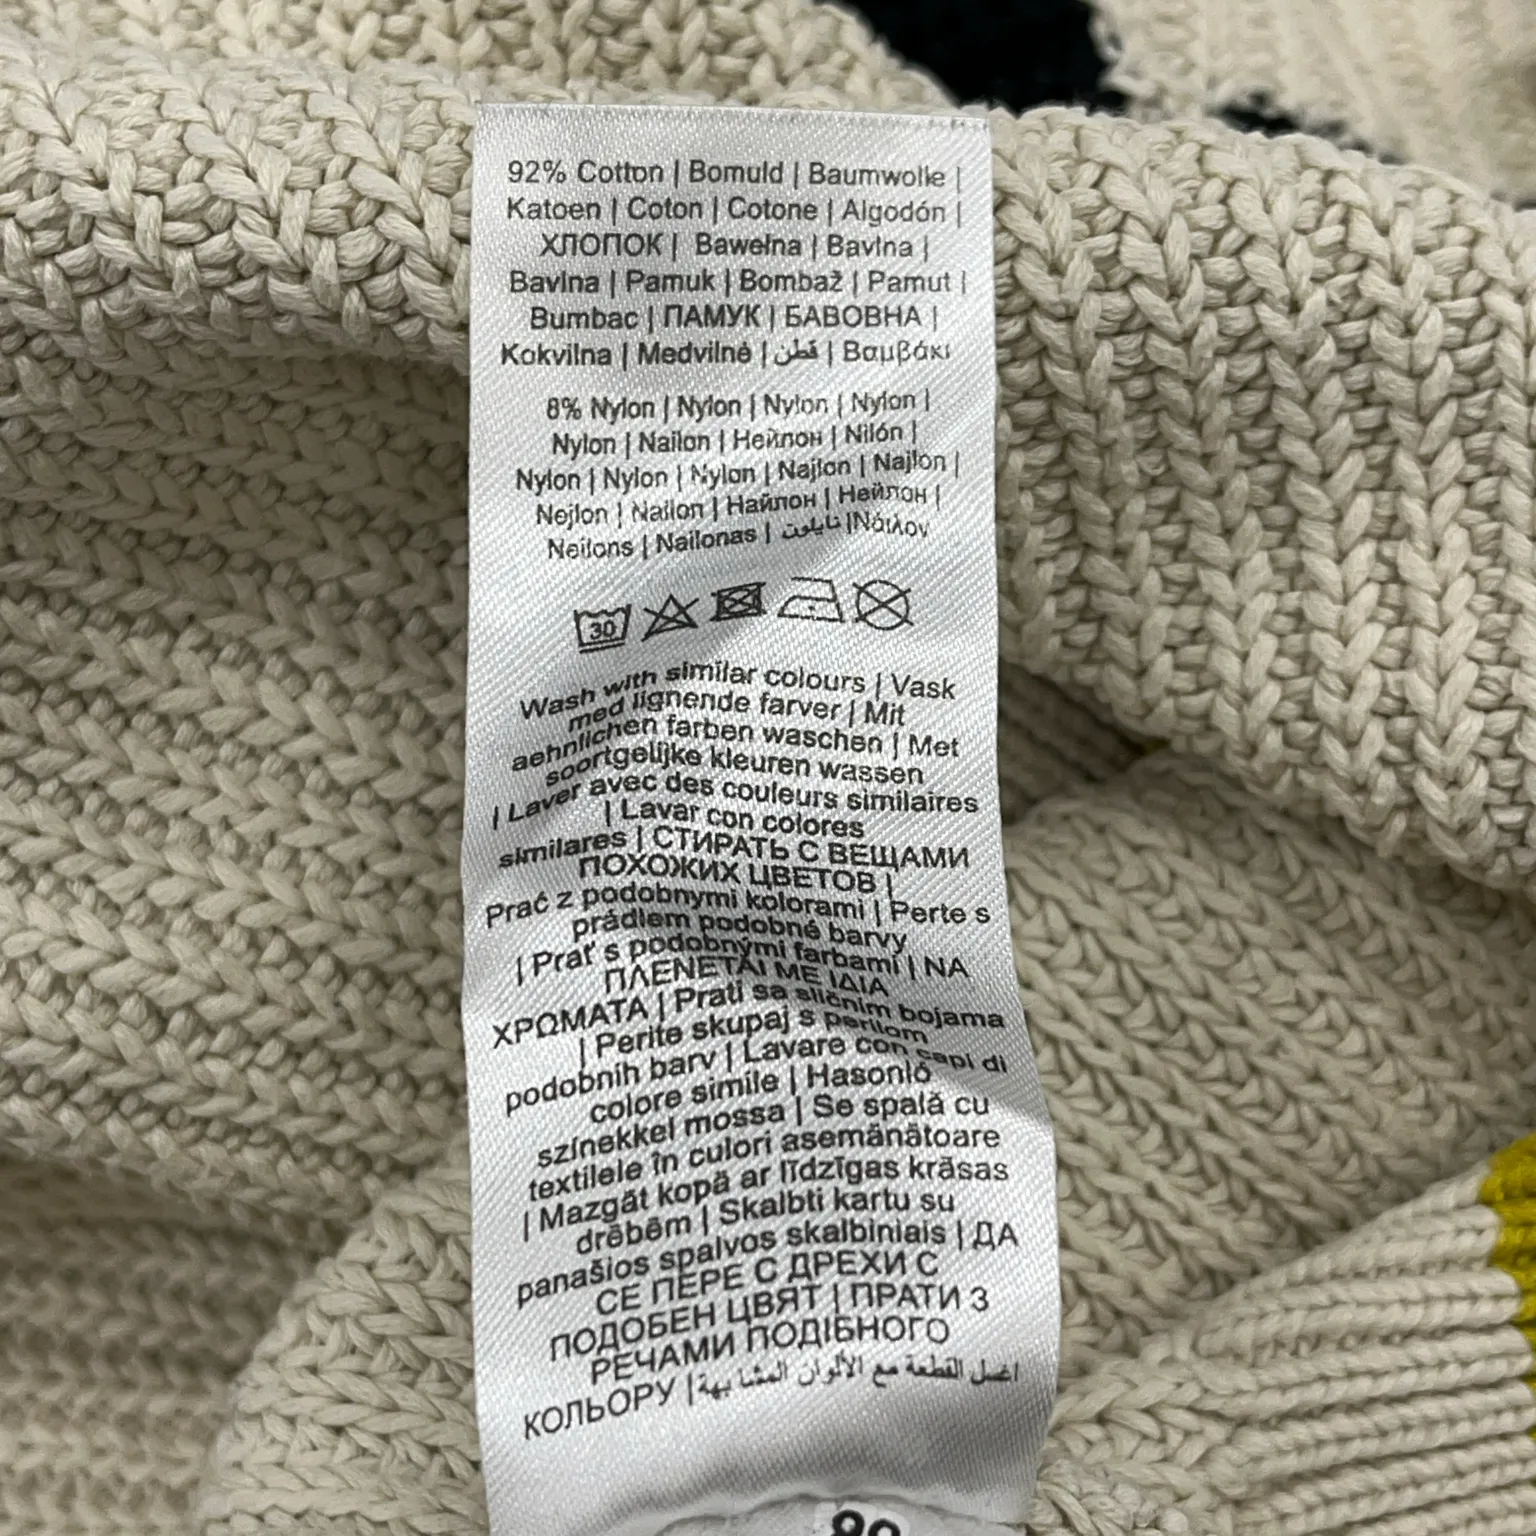 92% Cotton | Bomuld | Baumwolle |
Katoen | Coton | Cotone | Algodón |
ХЛОПОК | Bawełna | Bavlna |
Bavlna | Pamuk | Bombaž | Pamut |
Bumbac | ПАМУК | БАВОВНА |
Kokvilna | Medvilnė | قطن | Βαμβάκι
8% Nylon | Nylon | Nylon | Nylon |
Nylon | Nailon | Нейлон | Nilón |
Nylon | Nylon | Nylon | Najlon | Najlon |
Nejlon | Nailon | Найлон | Нейлон |
Neilons | Nailonas | نايلون |Νάιλον
30
Wash with similar colours | Vask
med lignende farver | Mit
aehnlichen farben waschen | Met
soortgelijke kleuren wassen
| Laver avec des couleurs similaires
| Lavar con colores
similares | СТИРАТЬ С ВЕЩАМИ
ПОХОЖИХ ЦВЕТОВ |
Prać z podobnymi kolorami | Perte s
prádlem podobné barvy
| Prať s podobnými farbami | NA
ΠΛΕΝΕΤΑΙ ΜΕ ΙΔΙΑ
ΧΡΩΜΑΤΑ | Prati sa sličnim bojama
| Perite skupaj s perilom
podobnih barv | Lavare con capi di
colore simile | Hasonló
színekkel mossa | Se spală cu
textilele în culori asemănătoare
| Mazgāt kopā ar līdzīgas krāsas
drēbēm | Skalbti kartu su
panašios spalvos skalbiniais | ДА
СЕ ПЕРЕ С ДРЕХИ С
ПОДОБЕН ЦВЯТ | ПРАТИ З
РЕЧАМИ ПОДІБНОГО
КОЛЬОРУ | اغسل القطعة مع الألوان المشابهة